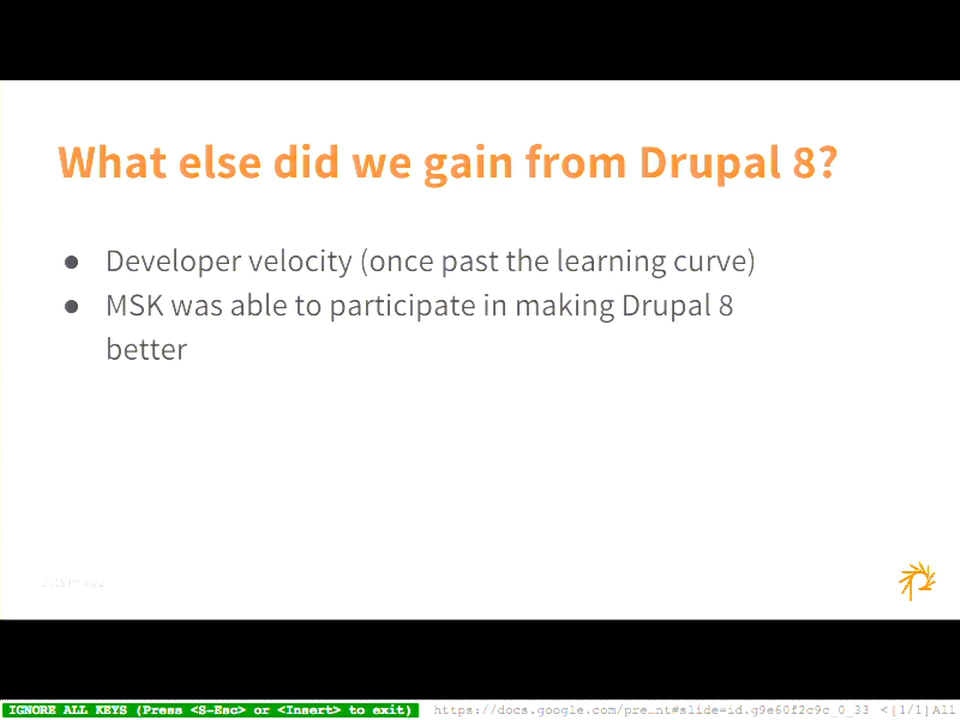 What else did we gain from Drupal 8?
● Developer velocity (once past the learning curve)
● MSK was able to participate in making Drupal 8
better
IGNORE ALL KEYS (Press <S-Esc> or <Insert> to exit) https://docs.google.com/pre…nt#slide=id.g9e60f2c9c_0_33 <{1/1}All